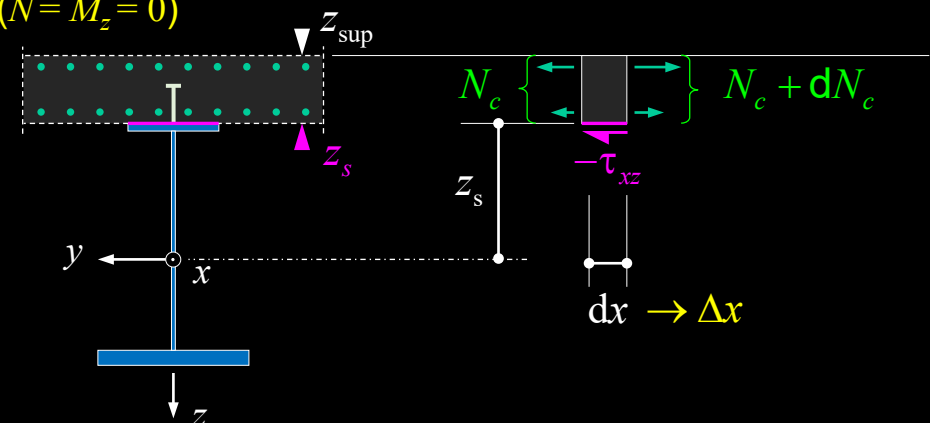 (N = M_z = 0)
z_sup
N_c
N_c + dN_c
z_s
−τ_xz
z_s
y
x
dx → Δx
z